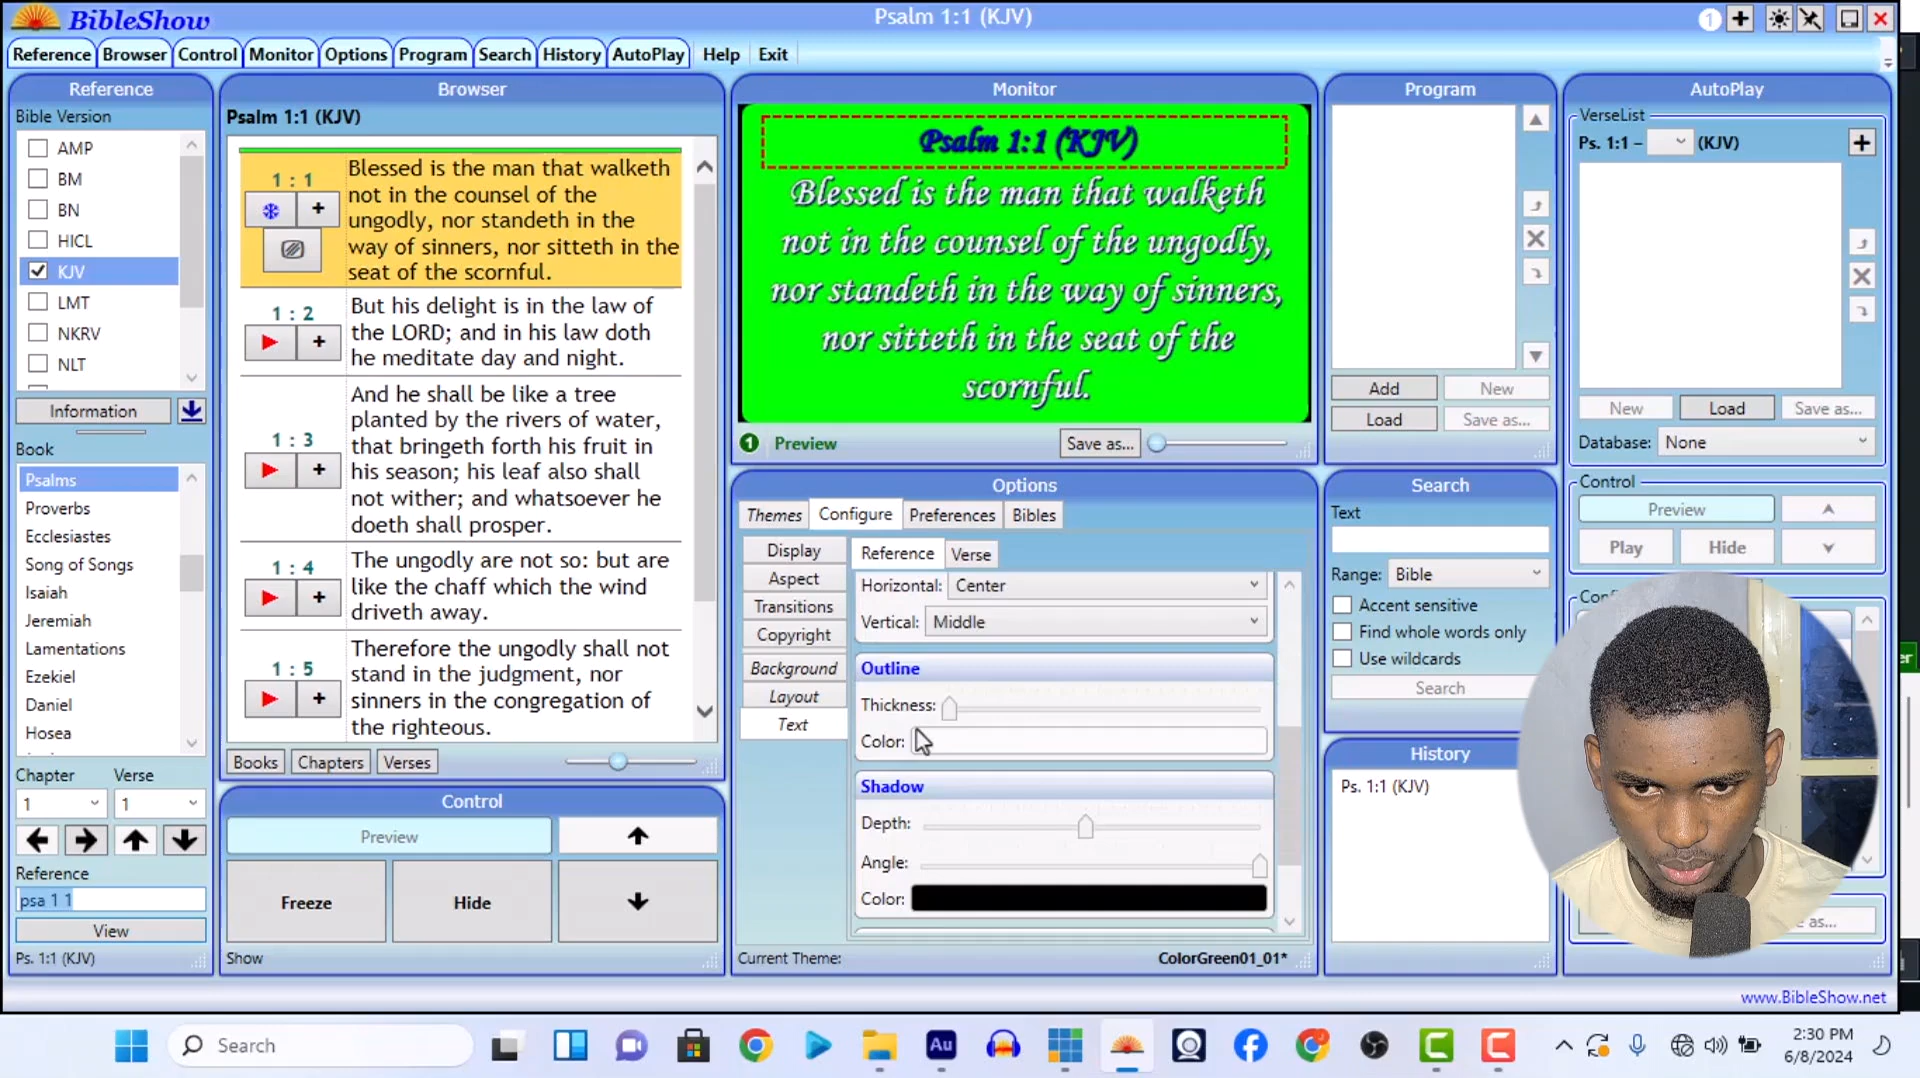 BibleShow
Psalm 1:1 (KJV)
1
Reference Browser Control Monitor Options Program Search History AutoPlay Help Exit
Reference
Bible Version
AMP
BM
BN
HICL
KJV
LMT
NKRV
NLT
Information
Book
Psalms
Proverbs
Ecclesiastes
Song of Songs
Isaiah
Jeremiah
Lamentations
Ezekiel
Daniel
Hosea
Chapter Verse
1 1
Reference
psa 1 1
View
Ps. 1:1 (KJV)
Browser
Psalm 1:1 (KJV)
1 : 1
Blessed is the man that walketh
not in the counsel of the
ungodly, nor standeth in the
way of sinners, nor sitteth in the
seat of the scornful.
1 : 2
But his delight is in the law of
the LORD; and in his law doth
he meditate day and night.
1 : 3
And he shall be like a tree
planted by the rivers of water,
that bringeth forth his fruit in
his season; his leaf also shall
not wither; and whatsoever he
doeth shall prosper.
1 : 4
The ungodly are not so: but are
like the chaff which the wind
driveth away.
1 : 5
Therefore the ungodly shall not
stand in the judgment, nor
sinners in the congregation of
the righteous.
Books Chapters Verses
Control
Preview
Freeze Hide
Show
Monitor
Psalm 1:1 (KJV)
Blessed is the man that walketh
not in the counsel of the ungodly,
nor standeth in the way of sinners,
nor sitteth in the seat of the
scornful.
1 Preview Save as...
Options
Themes Configure Preferences Bibles
Display
Aspect
Transitions
Copyright
Background
Layout
Text
Reference Verse
Horizontal: Center
Vertical: Middle
Outline
Thickness:
Color:
Shadow
Depth:
Angle:
Color:
Current Theme: ColorGreen01_01*
Program
Add New
Load Save as...
Search
Text
Range: Bible
Accent sensitive
Find whole words only
Use wildcards
Search
History
Ps. 1:1 (KJV)
AutoPlay
VerseList
Ps. 1:1 – (KJV)
New Load Save as...
Database: None
Control
Preview
Play Hide
as...
www.BibleShow.net
Search
Au
2:30 PM
6/8/2024